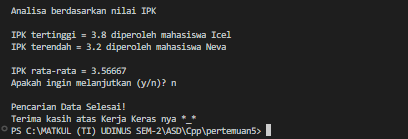 Analisa berdasarkan nilai IPK
IPK tertinggi = 3.8 diperoleh mahasiswa Icel
IPK terendah = 3.2 diperoleh mahasiswa Neva
IPK rata-rata = 3.56667
Apakah ingin melanjutkan (y/n)? n
Pencarian Data Selesai!
Terima kasih atas Kerja Keras nya *_*
PS C:\MATKUL (TI) UDINUS SEM-2\ASD\Cpp\pertemuan5>